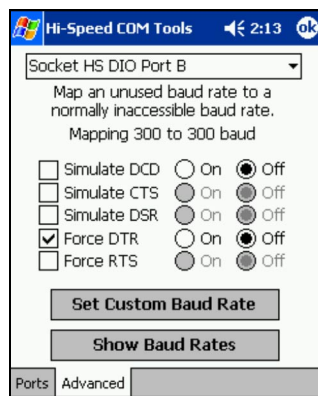 Hi-Speed COM Tools 2:13 ok
Socket HS DIO Port B
Map an unused baud rate to a
normally inaccessible baud rate.
Mapping 300 to 300 baud
Simulate DCD On Off
Simulate CTS On Off
Simulate DSR On Off
Force DTR On Off
Force RTS On Off
Set Custom Baud Rate
Show Baud Rates
Ports Advanced